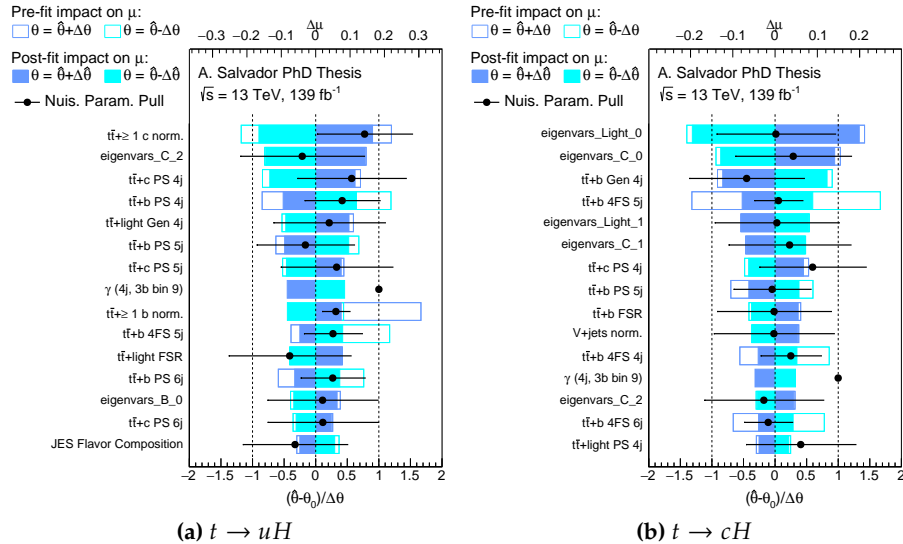 Pre-fit impact on μ:
θ = θ̂+Δθ θ = θ̂-Δθ
Post-fit impact on μ:
θ = θ̂+Δθ̂ θ = θ̂-Δθ̂
Nuis. Param. Pull
Δμ
−0.3 −0.2 −0.1 0 0.1 0.2 0.3
A. Salvador PhD Thesis
√s = 13 TeV, 139 fb⁻¹
tt̄+≥ 1 c norm.
eigenvars_C_2
tt̄+c PS 4j
tt̄+b PS 4j
tt̄+light Gen 4j
tt̄+b PS 5j
tt̄+c PS 5j
γ (4j, 3b bin 9)
tt̄+≥ 1 b norm.
tt̄+b 4FS 5j
tt̄+light FSR
tt̄+b PS 6j
eigenvars_B_0
tt̄+c PS 6j
JES Flavor Composition
−2 −1.5 −1 −0.5 0 0.5 1 1.5 2
(θ̂-θ₀)/Δθ
(a) t → uH
Pre-fit impact on μ:
θ = θ̂+Δθ θ = θ̂-Δθ
Post-fit impact on μ:
θ = θ̂+Δθ̂ θ = θ̂-Δθ̂
Nuis. Param. Pull
Δμ
−0.2 −0.1 0 0.1 0.2
A. Salvador PhD Thesis
√s = 13 TeV, 139 fb⁻¹
eigenvars_Light_0
eigenvars_C_0
tt̄+b Gen 4j
tt̄+b 4FS 5j
eigenvars_Light_1
eigenvars_C_1
tt̄+c PS 4j
tt̄+b PS 5j
tt̄+b FSR
V+jets norm.
tt̄+b 4FS 4j
γ (4j, 3b bin 9)
eigenvars_C_2
tt̄+b 4FS 6j
tt̄+light PS 4j
−2 −1.5 −1 −0.5 0 0.5 1 1.5 2
(θ̂-θ₀)/Δθ
(b) t → cH